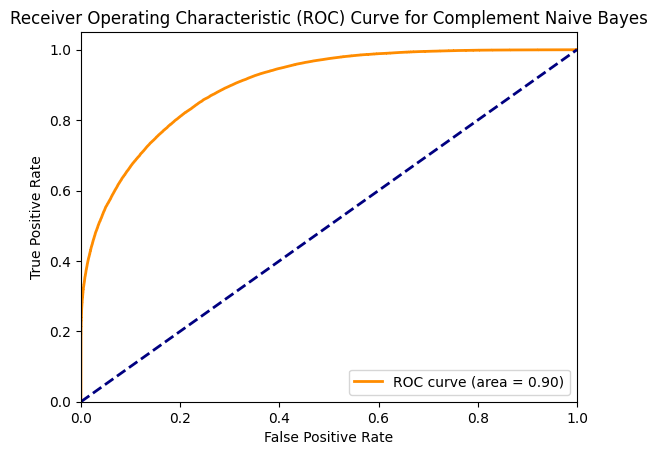 Receiver Operating Characteristic (ROC) Curve for Complement Naive Bayes
1.0
0.8
0.6
0.4
0.2
0.0
True Positive Rate
ROC curve (area = 0.90)
0.0 0.2 0.4 0.6 0.8 1.0
False Positive Rate